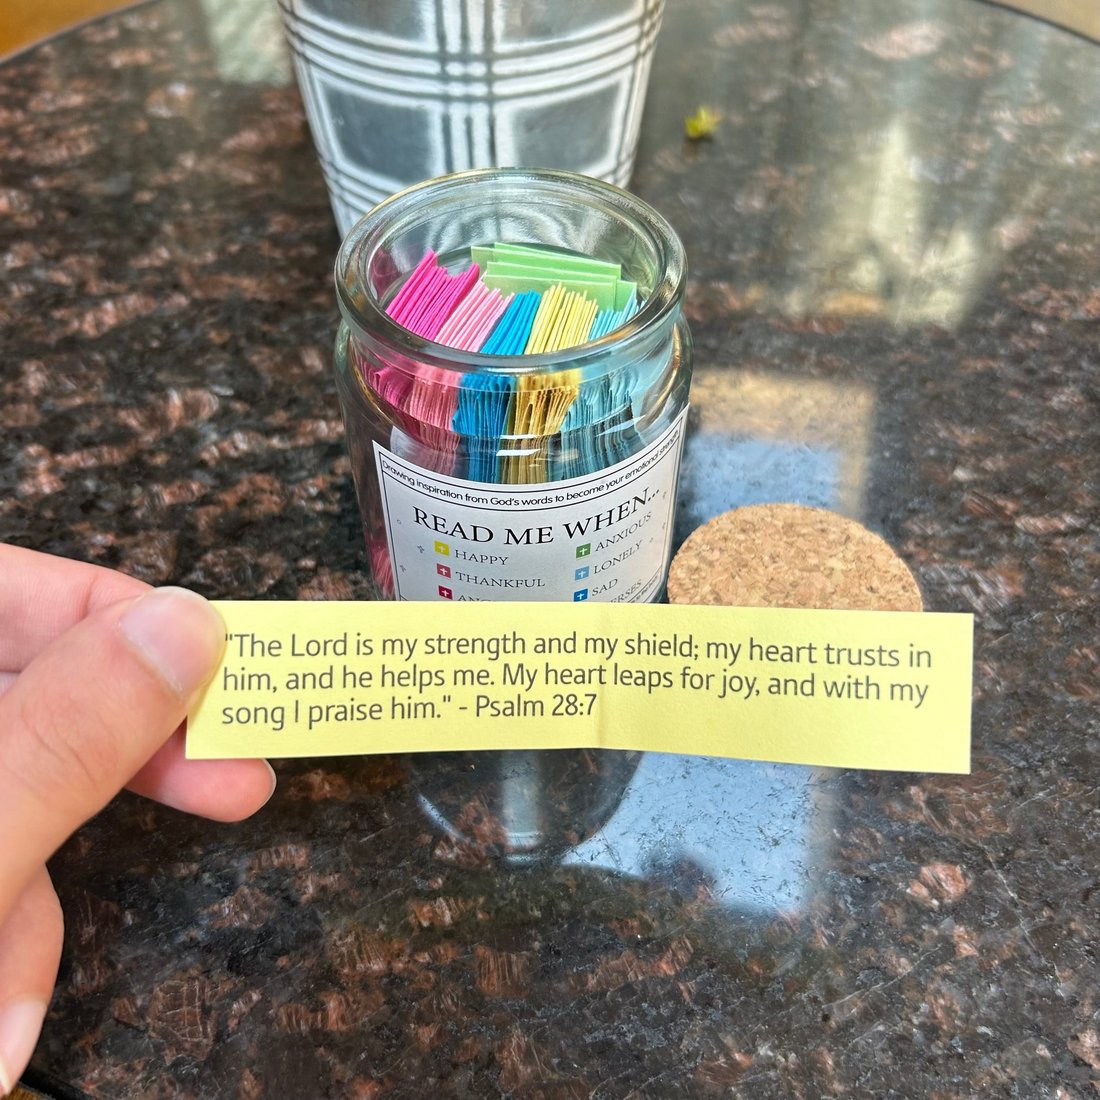 Drawing inspiration from God's words to become your emotional strength
READ ME WHEN...
HAPPY
THANKFUL
ANXIOUS
LONELY
SAD
"The Lord is my strength and my shield; my heart trusts in
him, and he helps me. My heart leaps for joy, and with my
song I praise him." - Psalm 28:7